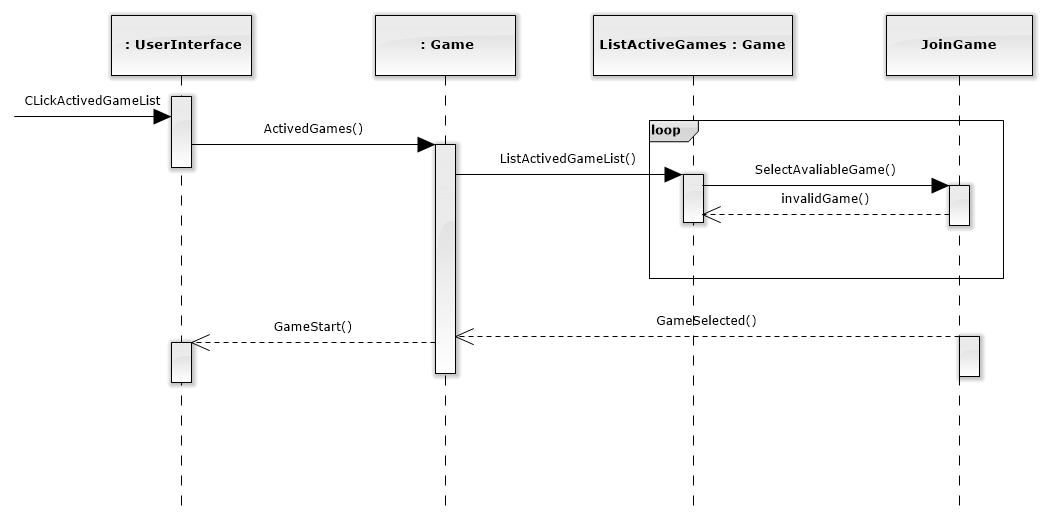 : UserInterface
: Game
ListActiveGames : Game
JoinGame
CLickActivedGameList
ActivedGames()
loop
ListActivedGameList()
SelectAvaliableGame()
invalidGame()
GameSelected()
GameStart()